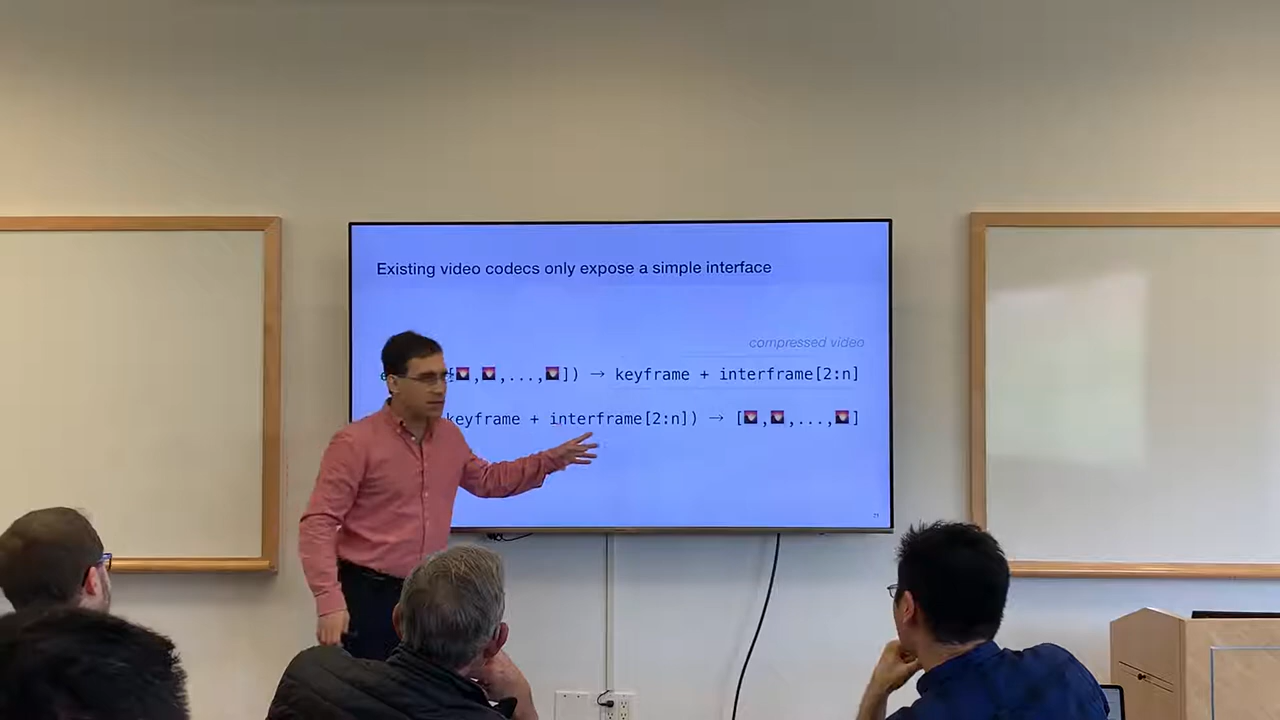 Existing video codecs only expose a simple interface
compressed video
[🌅,🌅,...,🌅]) → keyframe + interframe[2:n]
keyframe + interframe[2:n]) → [🌅,🌅,...,🌅]